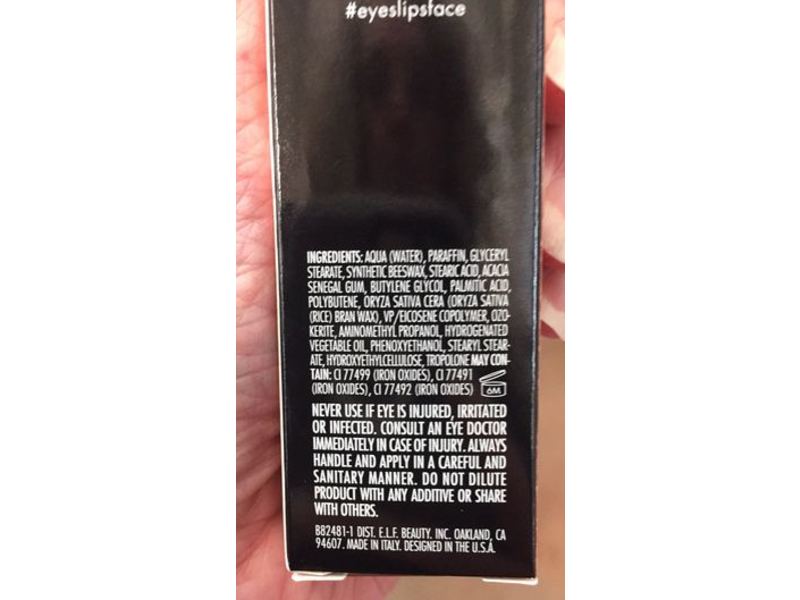 #eyeslipsface
INGREDIENTS: AQUA (WATER), PARAFFIN, GLYCERYL
STEARATE, SYNTHETIC BEESWAX, STEARIC ACID, ACACIA
SENEGAL GUM, BUTYLENE GLYCOL, PALMITIC ACID,
POLYBUTENE, ORYZA SATIVA CERA (ORYZA SATIVA
(RICE) BRAN WAX), VP/EICOSENE COPOLYMER, OZO-
KERITE, AMINOMETHYL PROPANOL, HYDROGENATED
VEGETABLE OIL, PHENOXYETHANOL, STEARYL STEAR-
ATE, HYDROXYETHYLCELLULOSE, TROPOLONE MAY CON-
TAIN: CI 77499 (IRON OXIDES), CI 77491
(IRON OXIDES), CI 77492 (IRON OXIDES) 6M
NEVER USE IF EYE IS INJURED, IRRITATED
OR INFECTED. CONSULT AN EYE DOCTOR
IMMEDIATELY IN CASE OF INJURY. ALWAYS
HANDLE AND APPLY IN A CAREFUL AND
SANITARY MANNER. DO NOT DILUTE
PRODUCT WITH ANY ADDITIVE OR SHARE
WITH OTHERS.
B82481-1 DIST. E.L.F. BEAUTY. INC. OAKLAND, CA
94607. MADE IN ITALY. DESIGNED IN THE U.S.A.